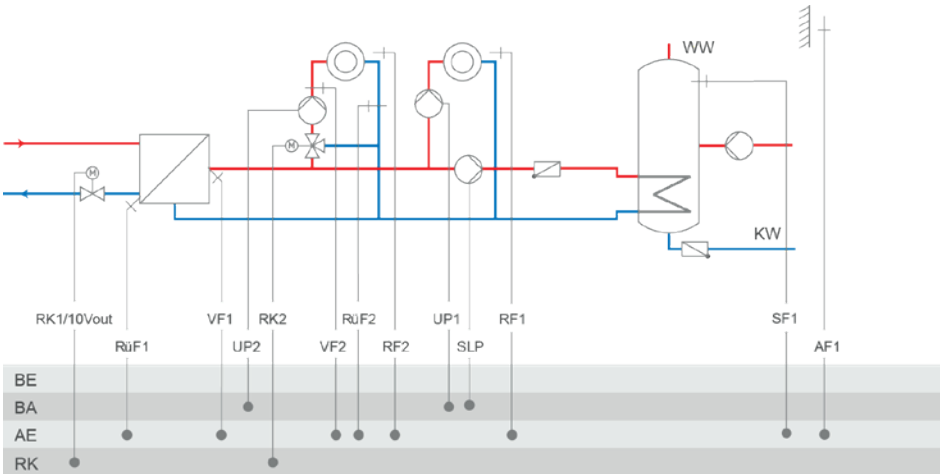 WW
M
M
KW
RK1/10Vout VF1 RK2 RüF2 UP1 RF1 SF1
RüF1 UP2 VF2 RF2 SLP AF1
BE
BA
AE
RK